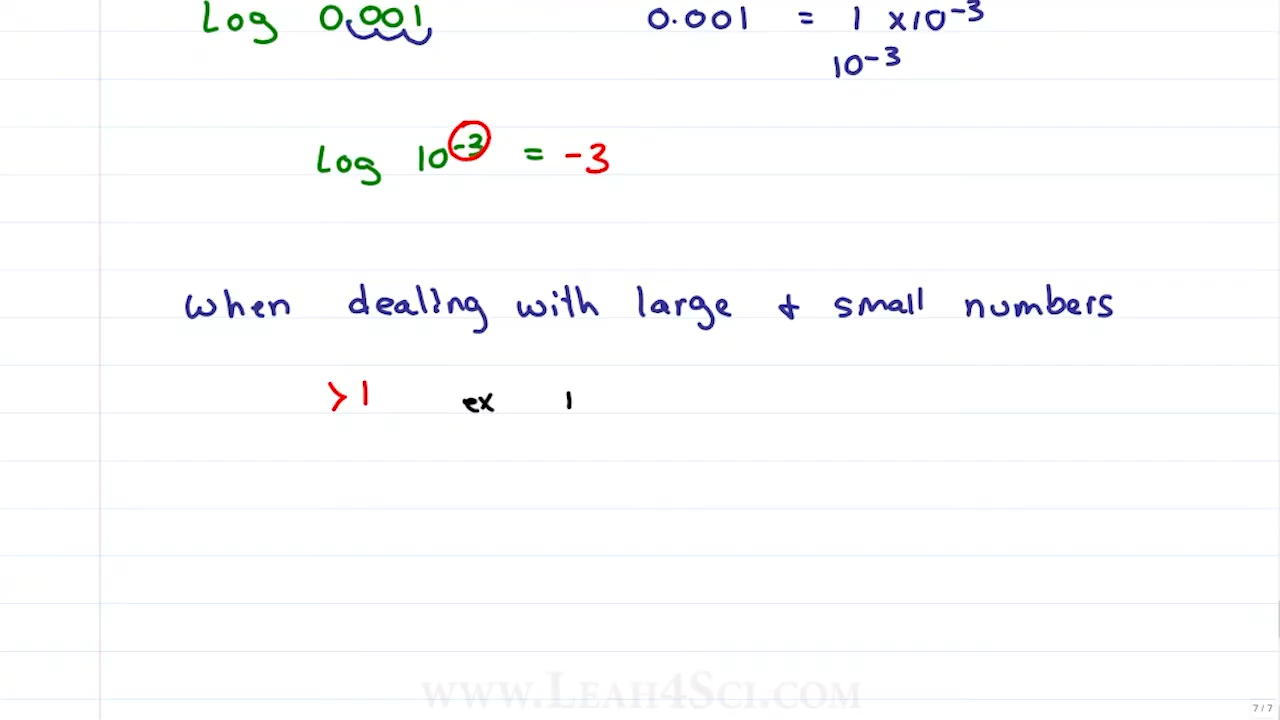 Log 0.001 0.001 = 1 x10⁻³
10⁻³
Log 10⁻³ = -3
when dealing with large & small numbers
>1 ex 1
www.Leah4Sci.com
7/7